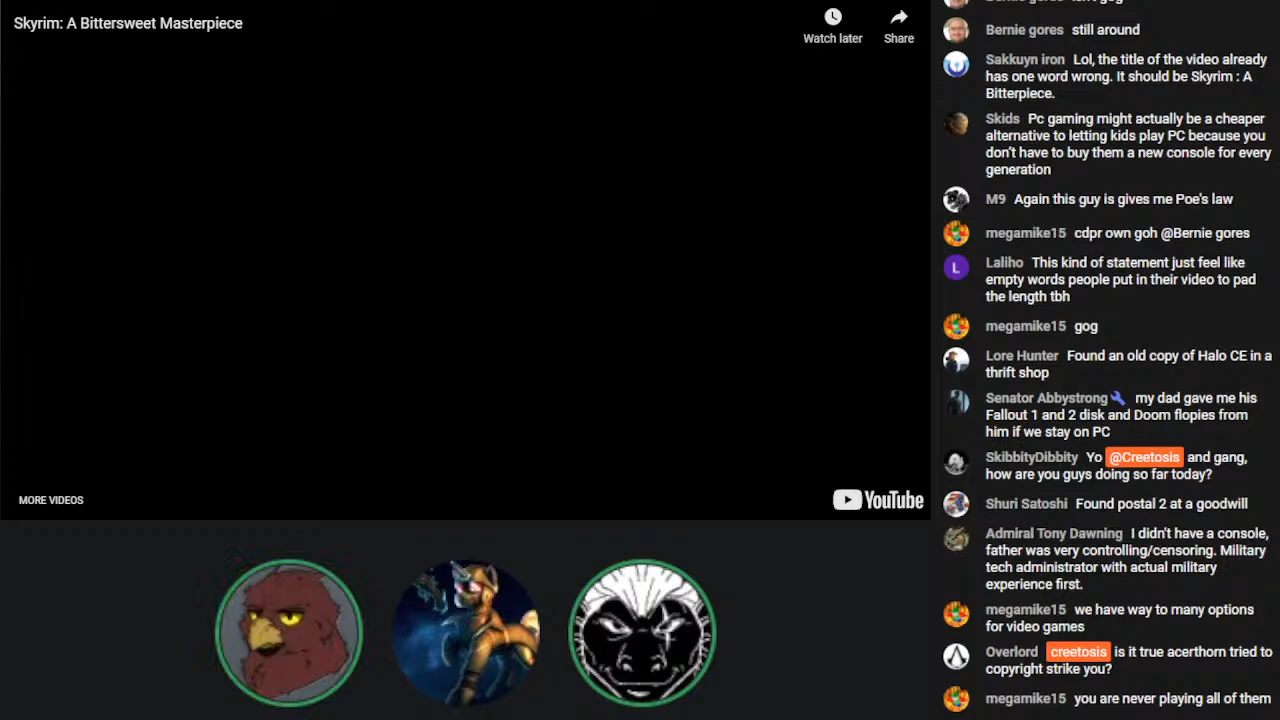 Skyrim: A Bittersweet Masterpiece
Watch later
Share
MORE VIDEOS
YouTube
Bernie gores still around
Sakkuyn iron Lol, the title of the video already
has one word wrong. It should be Skyrim : A
Bitterpiece.
Skids Pc gaming might actually be a cheaper
alternative to letting kids play PC because you
don't have to buy them a new console for every
generation
M9 Again this guy is gives me Poe's law
megamike15 cdpr own goh @Bernie gores
L
Laliho This kind of statement just feel like
empty words people put in their video to pad
the length tbh
megamike15 gog
Lore Hunter Found an old copy of Halo CE in a
thrift shop
Senator Abbystrong my dad gave me his
Fallout 1 and 2 disk and Doom flopies from
him if we stay on PC
SkibbityDibbity Yo @Creetosis and gang,
how are you guys doing so far today?
Shuri Satoshi Found postal 2 at a goodwill
Admiral Tony Dawning I didn't have a console,
father was very controlling/censoring. Military
tech administrator with actual military
experience first.
megamike15 we have way to many options
for video games
Overlord creetosis is it true acerthorn tried to
copyright strike you?
megamike15 you are never playing all of them